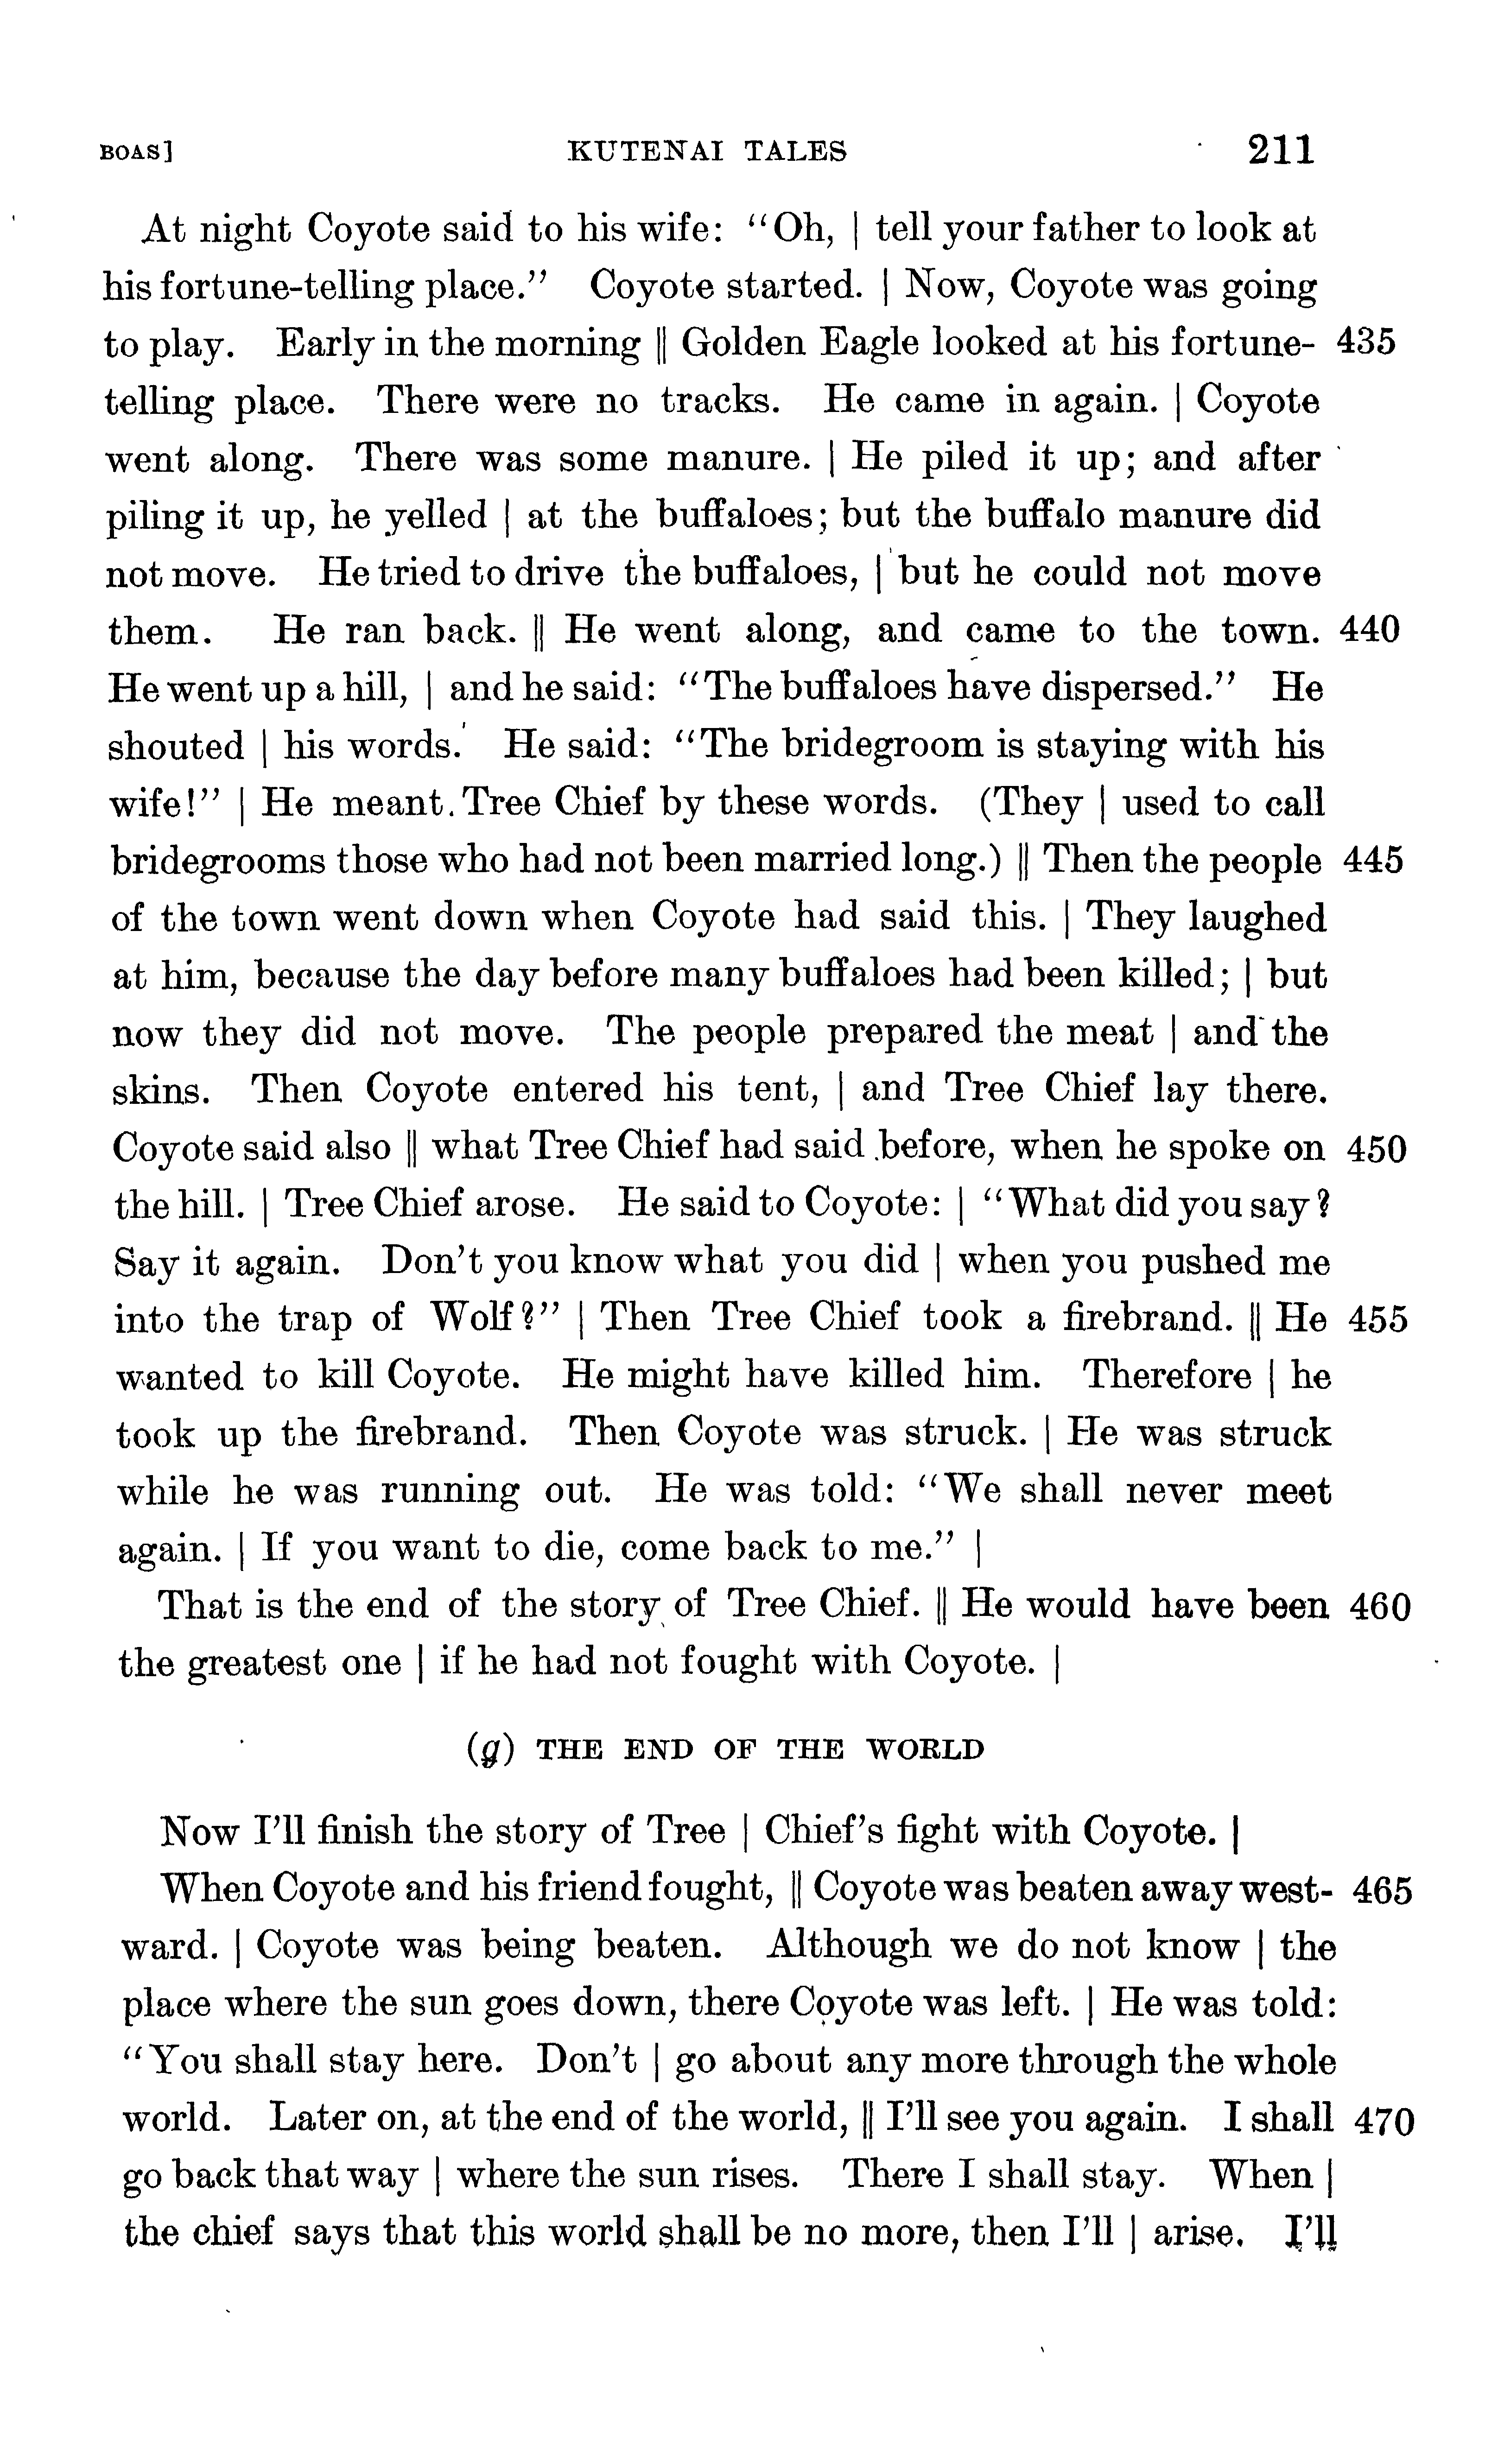 BOAS] KUTENAI TALES 211
At night Coyote said to his wife: "Oh, | tell your father to look at
his fortune-telling place." Coyote started. | Now, Coyote was going
to play. Early in the morning || Golden Eagle looked at his fortune- 435
telling place. There were no tracks. He came in again. | Coyote
went along. There was some manure. | He piled it up; and after
piling it up, he yelled | at the buffaloes; but the buffalo manure did
not move. He tried to drive the buffaloes, | but he could not move
them. He ran back. || He went along, and came to the town. 440
He went up a hill, | and he said: "The buffaloes have dispersed." He
shouted | his words. He said: "The bridegroom is staying with his
wife!" | He meant Tree Chief by these words. (They | used to call
bridegrooms those who had not been married long.) || Then the people 445
of the town went down when Coyote had said this. | They laughed
at him, because the day before many buffaloes had been killed; | but
now they did not move. The people prepared the meat | and the
skins. Then Coyote entered his tent, | and Tree Chief lay there.
Coyote said also || what Tree Chief had said before, when he spoke on 450
the hill. | Tree Chief arose. He said to Coyote: | "What did you say?
Say it again. Don't you know what you did | when you pushed me
into the trap of Wolf?" | Then Tree Chief took a firebrand. || He 455
wanted to kill Coyote. He might have killed him. Therefore | he
took up the firebrand. Then Coyote was struck. | He was struck
while he was running out. He was told: "We shall never meet
again. | If you want to die, come back to me." |
That is the end of the story of Tree Chief. || He would have been 460
the greatest one | if he had not fought with Coyote. |
(g) THE END OF THE WORLD
Now I'll finish the story of Tree | Chief's fight with Coyote. |
When Coyote and his friend fought, || Coyote was beaten away west- 465
ward. | Coyote was being beaten. Although we do not know | the
place where the sun goes down, there Coyote was left. | He was told:
"You shall stay here. Don't | go about any more through the whole
world. Later on, at the end of the world, || I'll see you again. I shall 470
go back that way | where the sun rises. There I shall stay. When |
the chief says that this world shall be no more, then I'll | arise. I'll